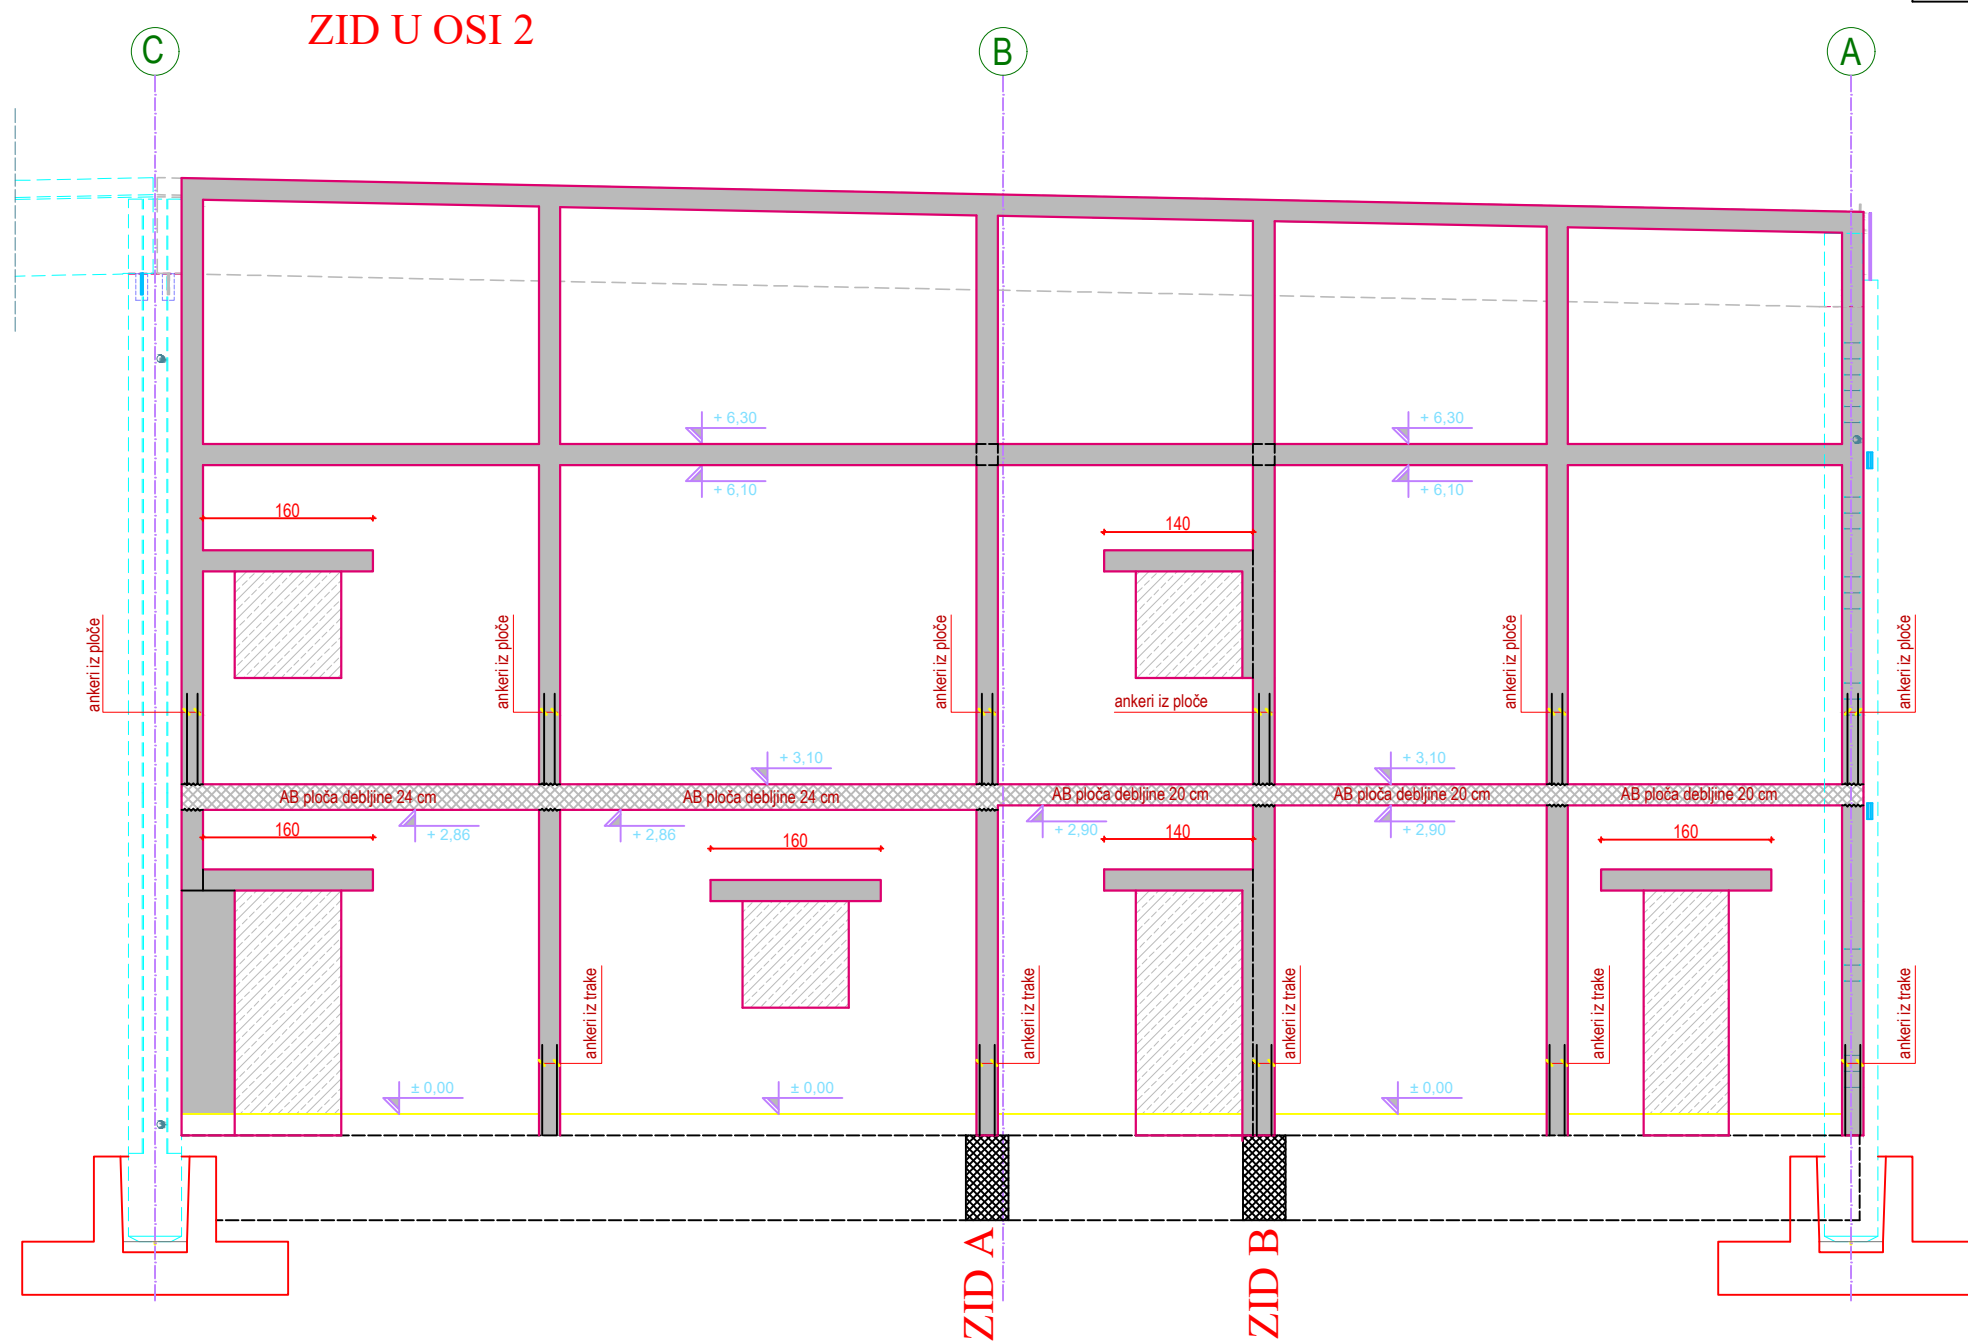 ZID U OSI 2
C
B
A
+ 6,30
+ 6,30
+ 6,10
+ 6,10
160
140
ankeri iz ploče
ankeri iz ploče
ankeri iz ploče
ankeri iz ploče
ankeri iz ploče
ankeri iz ploče
+ 3,10
+ 3,10
AB ploča debljine 24 cm
AB ploča debljine 24 cm
AB ploča debljine 20 cm
AB ploča debljine 20 cm
AB ploča debljine 20 cm
160
+ 2,86
+ 2,86
160
+ 2,90
140
+ 2,90
160
ankeri iz trake
ankeri iz trake
ankeri iz trake
ankeri iz trake
ankeri iz trake
± 0,00
± 0,00
± 0,00
ZID A
ZID B